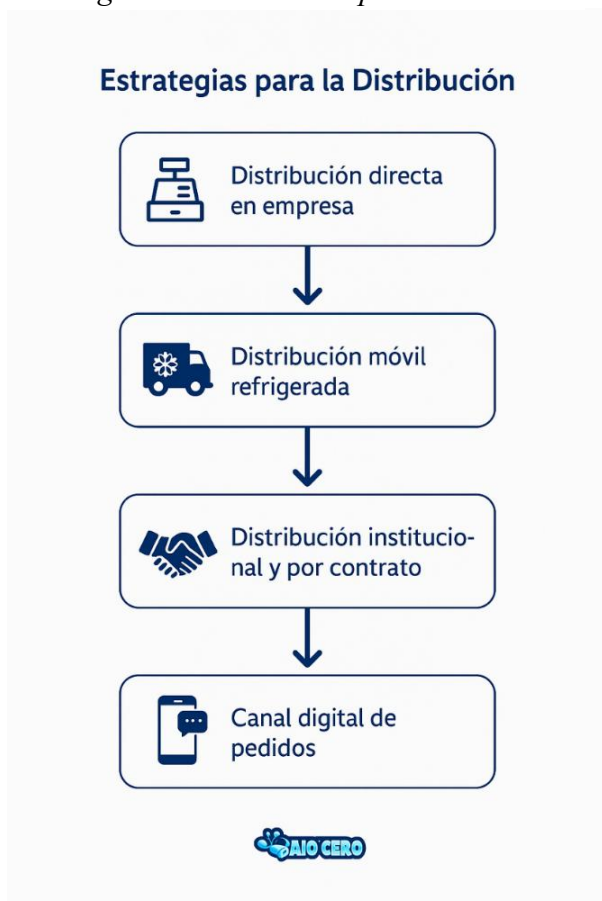 Estrategias para la Distribución
Distribución directa
en empresa
Distribución móvil
refrigerada
Distribución institucio-
nal y por contrato
Canal digital de
pedidos
CERO